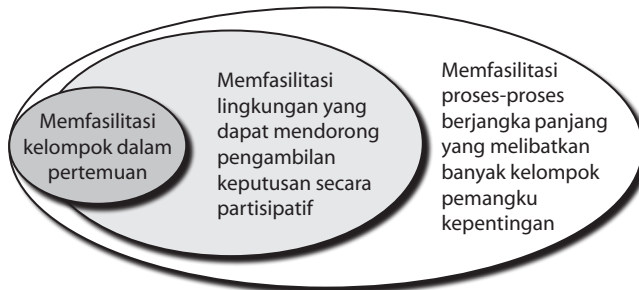 Memfasilitasi
kelompok dalam
pertemuan
Memfasilitasi
lingkungan yang
dapat mendorong
pengambilan
keputusan secara
partisipatif
Memfasilitasi
proses-proses
berjangka panjang
yang melibatkan
banyak kelompok
pemangku
kepentingan